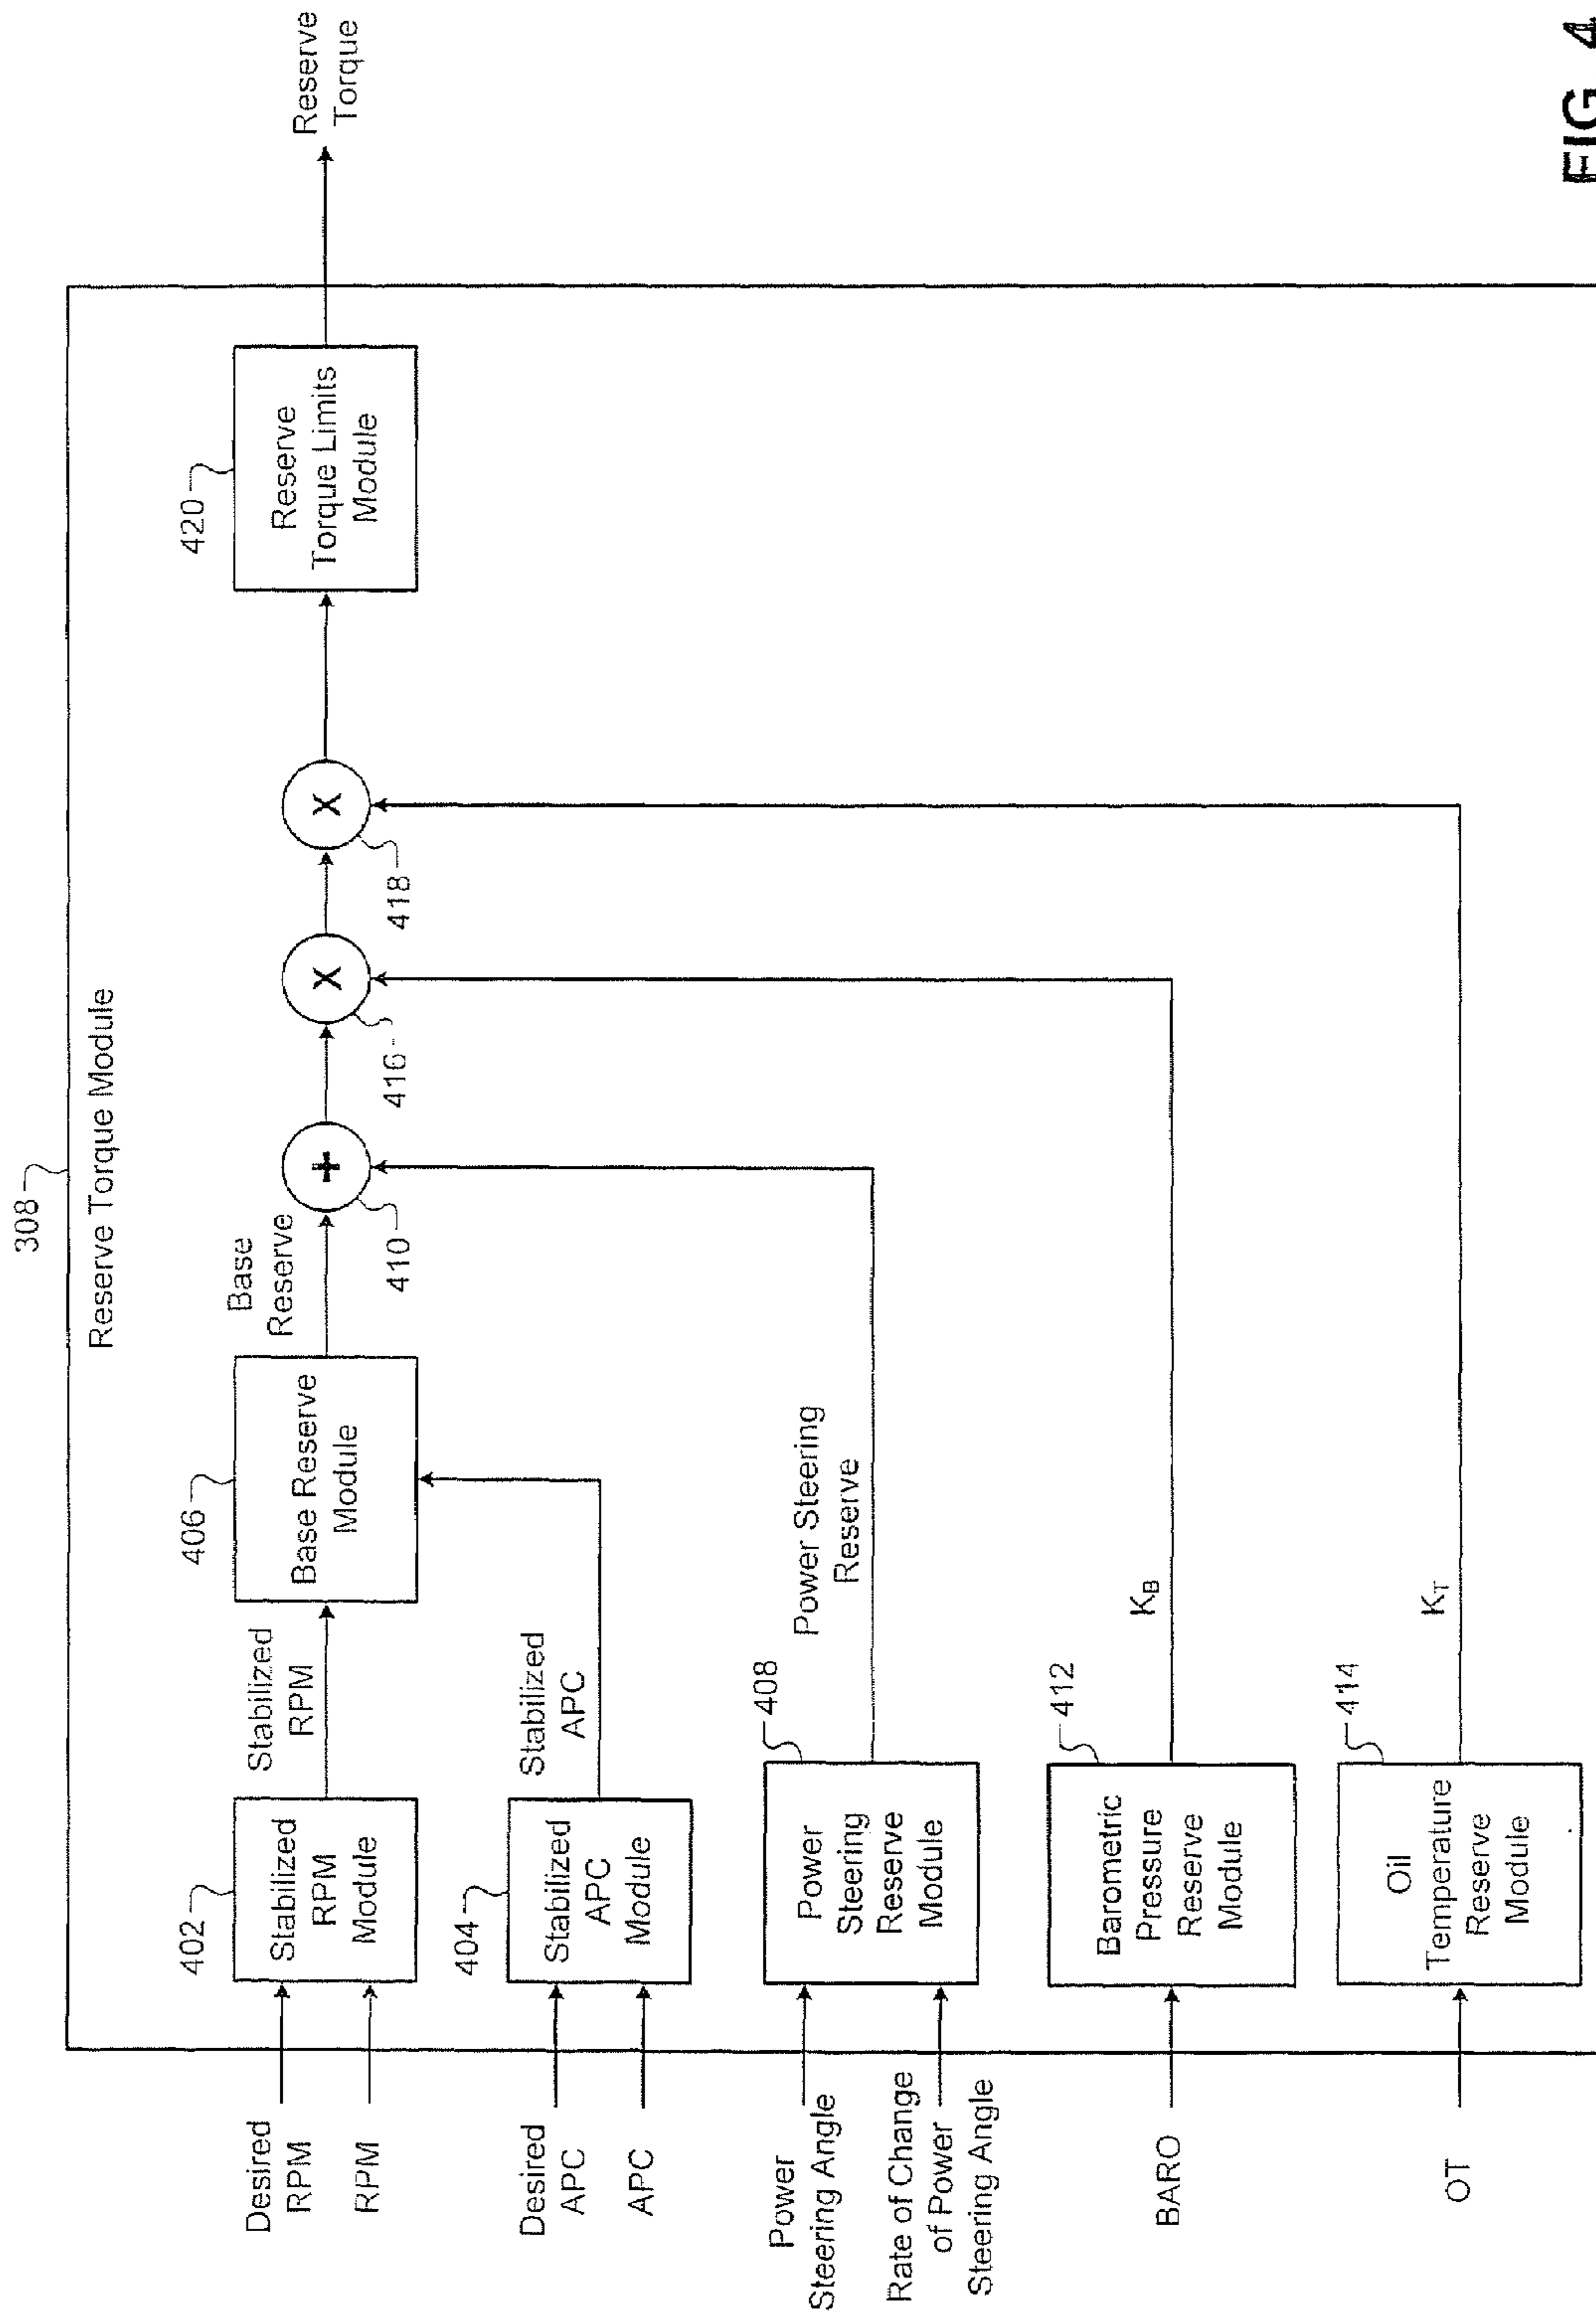 308
Reserve Torque Module
Desired
RPM
RPM
402
Stabilized
RPM
Module
Stabilized
RPM
406
Base Reserve
Module
Base
Reserve
+
410
X
416
X
418
420
Reserve
Torque Limits
Module
Reserve
Torque
Desired
APC
APC
404
Stabilized
APC
Module
Stabilized
APC
Power
Steering Angle
Rate of Change
of Power
Steering Angle
408
Power
Steering
Reserve
Module
Power Steering
Reserve
BARO
412
Barometric
Pressure
Reserve
Module
KB
OT
414
Oil
Temperature
Reserve
Module
KT
FIG. 4